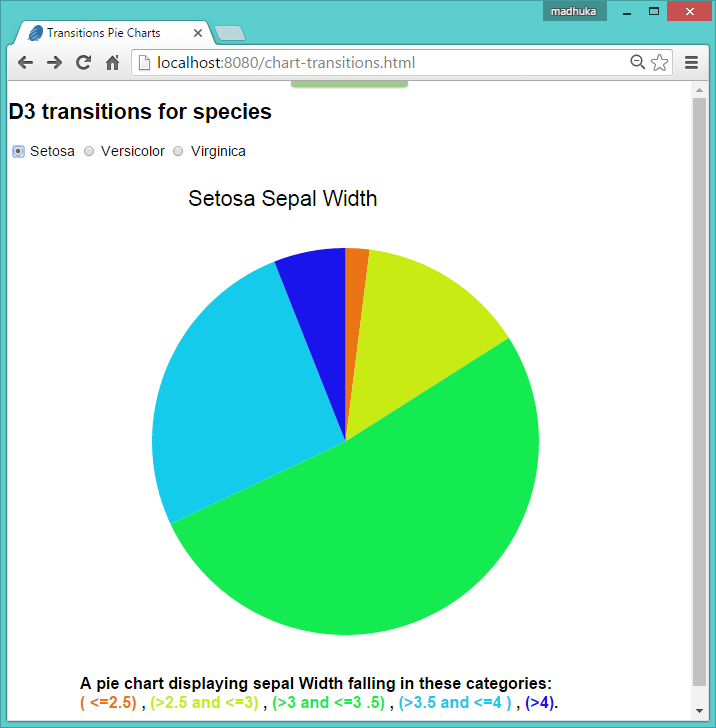 madhuka
Transitions Pie Charts
localhost:8080/chart-transitions.html
D3 transitions for species
Setosa Versicolor Virginica
Setosa Sepal Width
A pie chart displaying sepal Width falling in these categories:
( <=2.5) , (>2.5 and <=3) , (>3 and <=3 .5) , (>3.5 and <=4 ) , (>4).